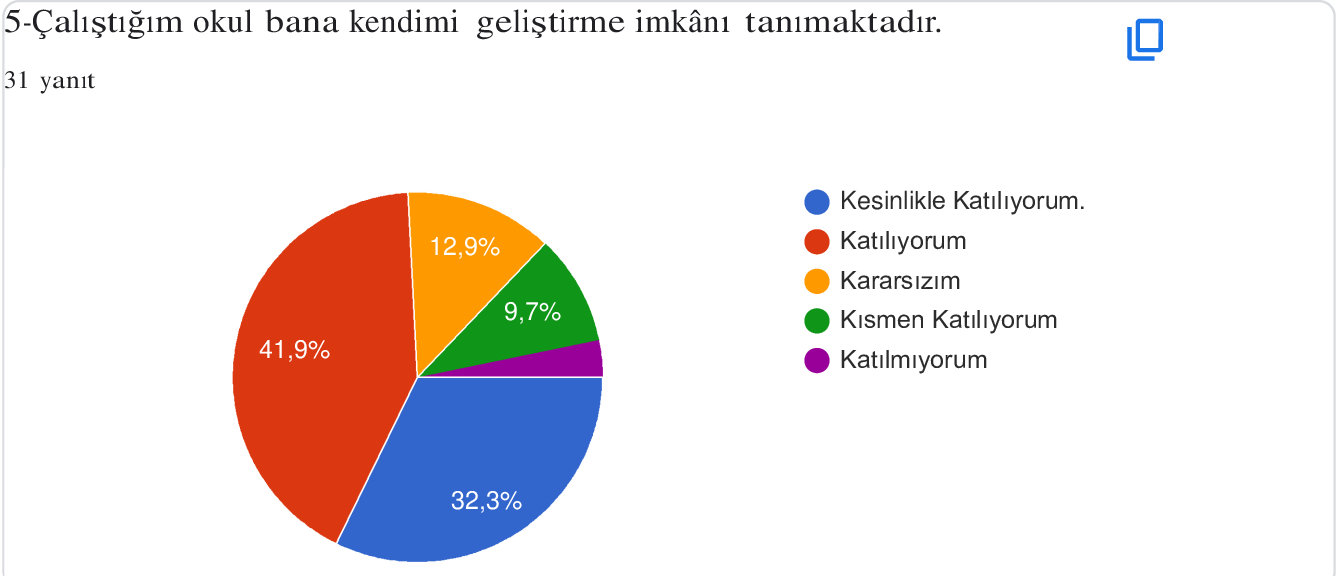 5-Çalıştığım okul bana kendimi geliştirme imkânı tanımaktadır.
31 yanıt
12,9%
9,7%
41,9%
32,3%
Kesinlikle Katılıyorum.
Katılıyorum
Kararsızım
Kısmen Katılıyorum
Katılmıyorum